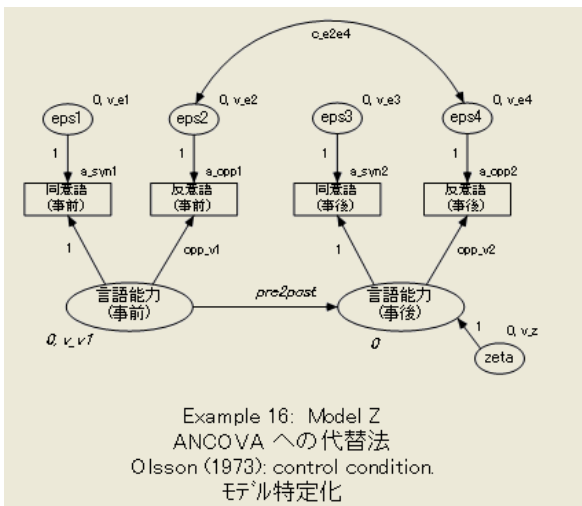 c_e2e4
0, v_e1
0, v_e2
0, v_e3
0, v_e4
eps1
eps2
eps3
eps4
1
1
1
1
a_syn1
a_opp1
a_syn2
a_opp2
同意語
(事前)
反意語
(事前)
同意語
(事後)
反意語
(事後)
1
opp_v1
1
opp_v2
言語能力
(事前)
pre2post
言語能力
(事後)
0, v_v1
0
1
0, v_z
zeta
Example 16: Model Z
ANCOVA への代替法
Olsson (1973): control condition.
モデル特定化